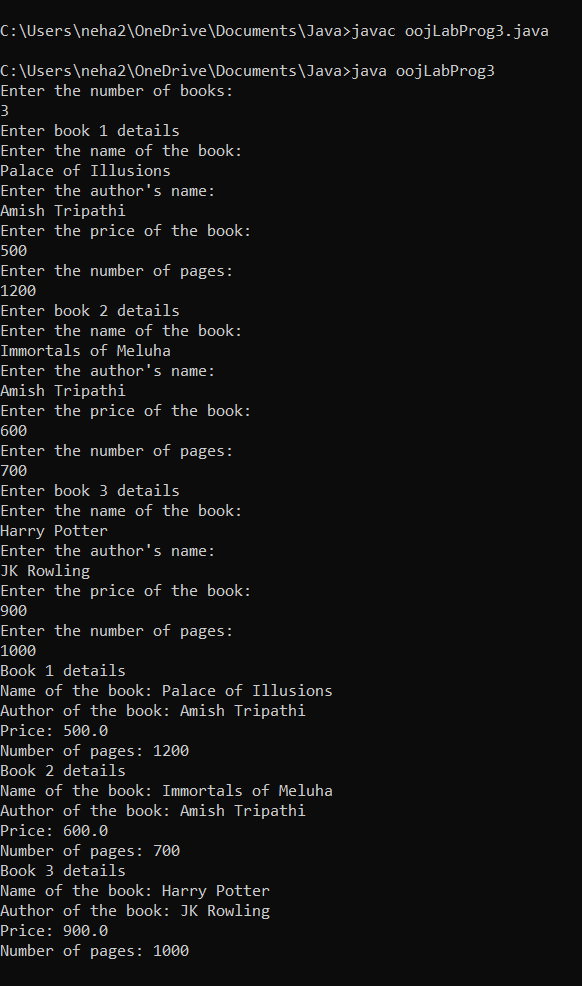 C:\Users\neha2\OneDrive\Documents\Java>javac oojLabProg3.java
C:\Users\neha2\OneDrive\Documents\Java>java oojLabProg3
Enter the number of books:
3
Enter book 1 details
Enter the name of the book:
Palace of Illusions
Enter the author's name:
Amish Tripathi
Enter the price of the book:
500
Enter the number of pages:
1200
Enter book 2 details
Enter the name of the book:
Immortals of Meluha
Enter the author's name:
Amish Tripathi
Enter the price of the book:
600
Enter the number of pages:
700
Enter book 3 details
Enter the name of the book:
Harry Potter
Enter the author's name:
JK Rowling
Enter the price of the book:
900
Enter the number of pages:
1000
Book 1 details
Name of the book: Palace of Illusions
Author of the book: Amish Tripathi
Price: 500.0
Number of pages: 1200
Book 2 details
Name of the book: Immortals of Meluha
Author of the book: Amish Tripathi
Price: 600.0
Number of pages: 700
Book 3 details
Name of the book: Harry Potter
Author of the book: JK Rowling
Price: 900.0
Number of pages: 1000